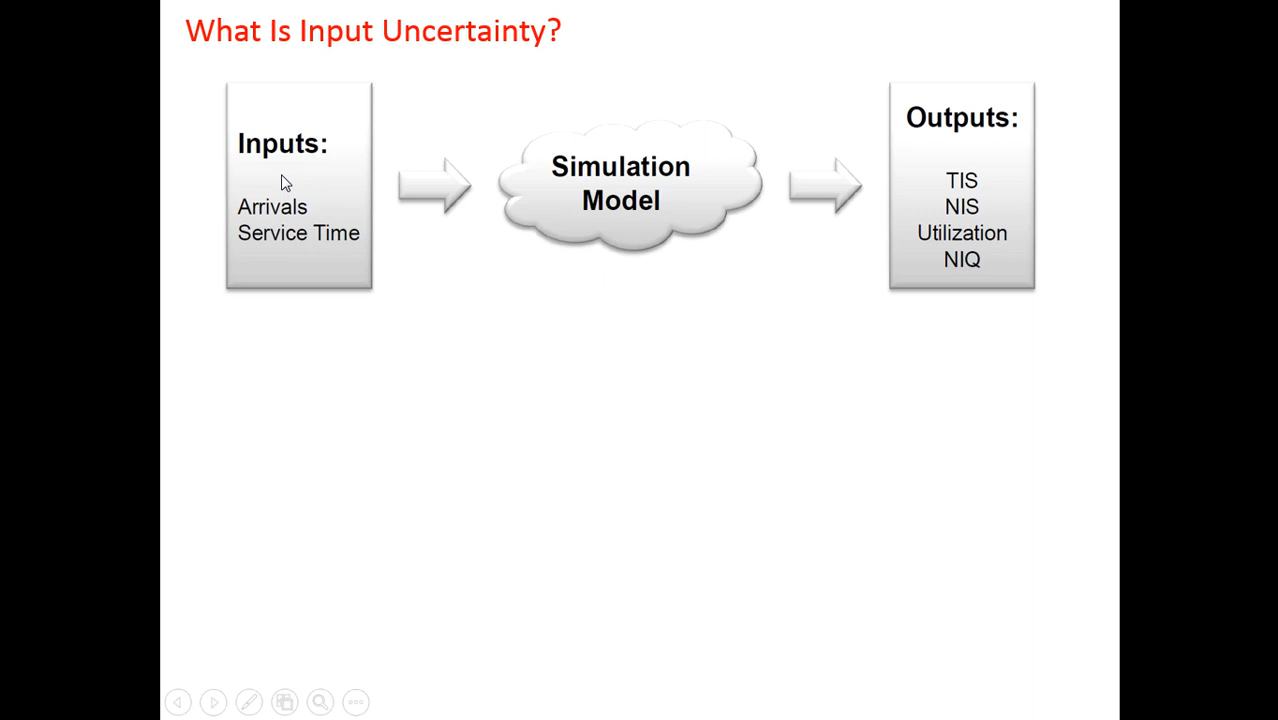 What Is Input Uncertainty?
Inputs:
Arrivals
Service Time
Simulation
Model
Outputs:
TIS
NIS
Utilization
NIQ